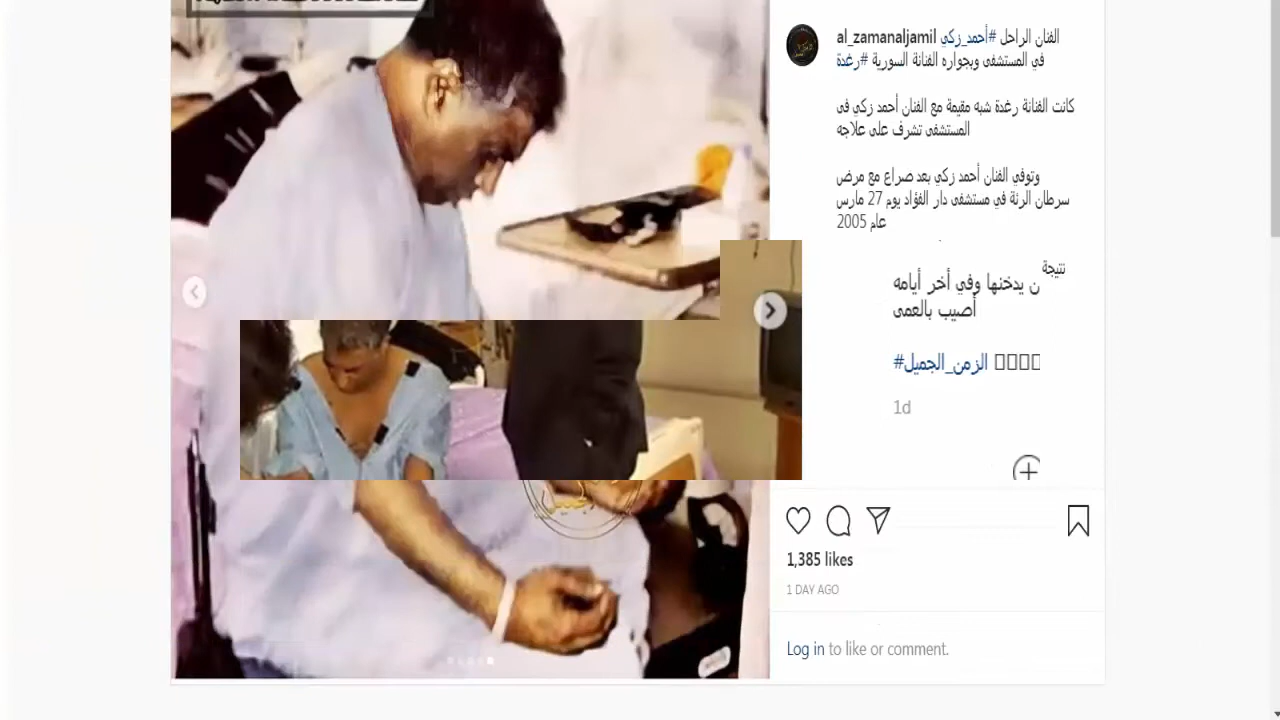 al_zamanaljamil الفنان الراحل #أحمد_زكي
في المستشفى وبجواره الفنانة السورية #رغدة
كانت الفنانة رغدة شبه مقيمة مع الفنان أحمد زكي في
المستشفى تشرف على علاجه
وتوفي الفنان أحمد زكي بعد صراع مع مرض
سرطان الرئة في مستشفى دار الفؤاد يوم 27 مارس
عام 2005
نتيجة
ن يدخنها وفي أخر أيامه
أصيب بالعمى
#الزمن_الجميل
1d
1,385 likes
1 DAY AGO
Log in to like or comment.